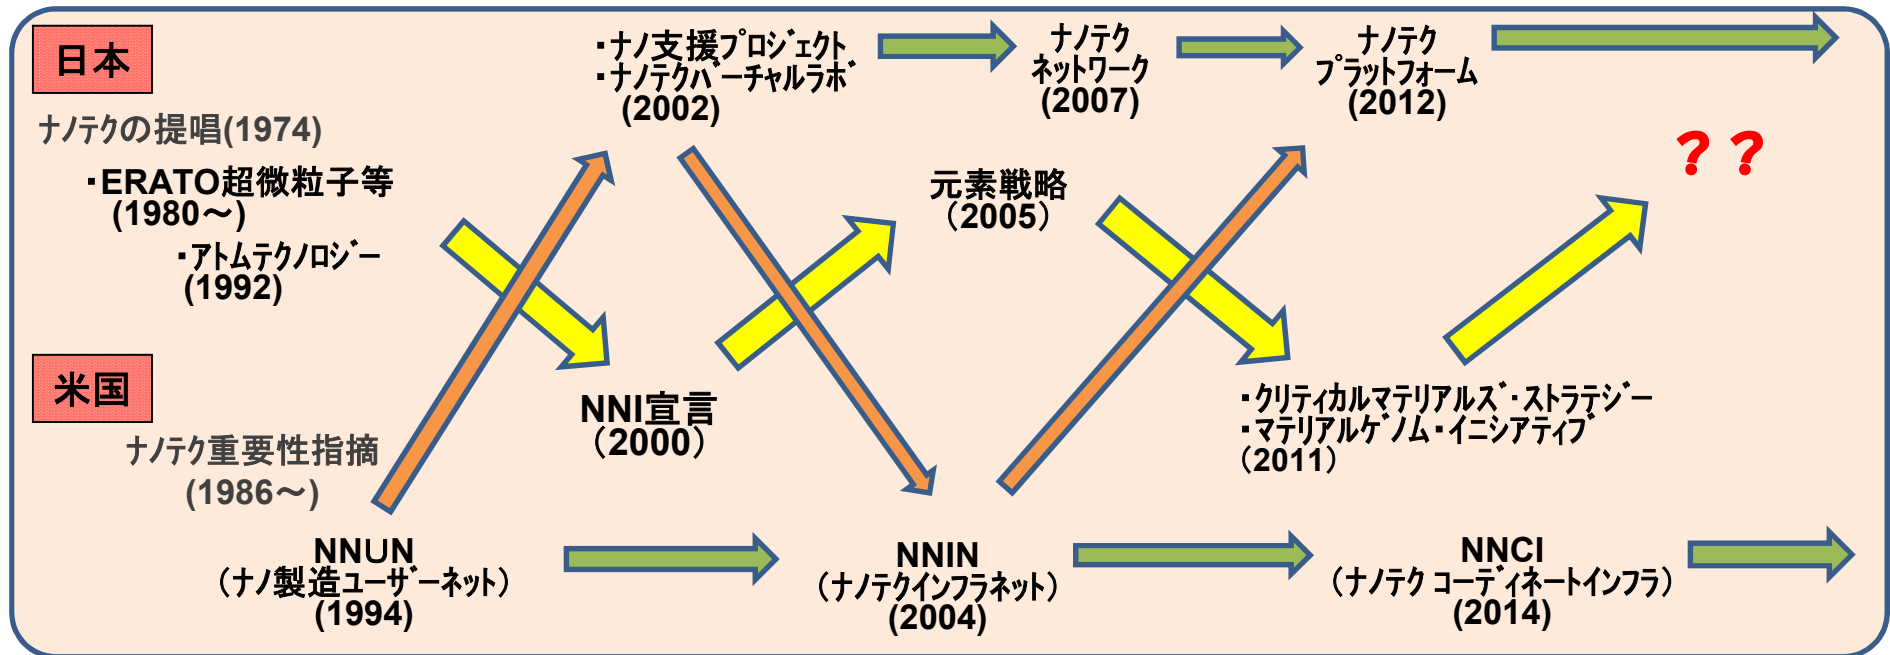 日本
ナノテクの提唱(1974)
・ERATO超微粒子等
(1980～)
・アトムテクノロジー
(1992)
・ナノ支援プロジェクト
・ナノテクバーチャルラボ
(2002)
ナノテク
ネットワーク
(2007)
ナノテク
プラットフォーム
(2012)
？？
元素戦略
（2005）
米国
ナノテク重要性指摘
(1986～)
NNI宣言
（2000）
・クリティカルマテリアルズ・ストラテジー
・マテリアルゲノム・イニシアティブ
（2011）
NNUN
（ナノ製造ユーザーネット）
(1994)
NNIN
（ナノテクインフラネット）
(2004)
NNCI
（ナノテク コーディネートインフラ）
(2014)